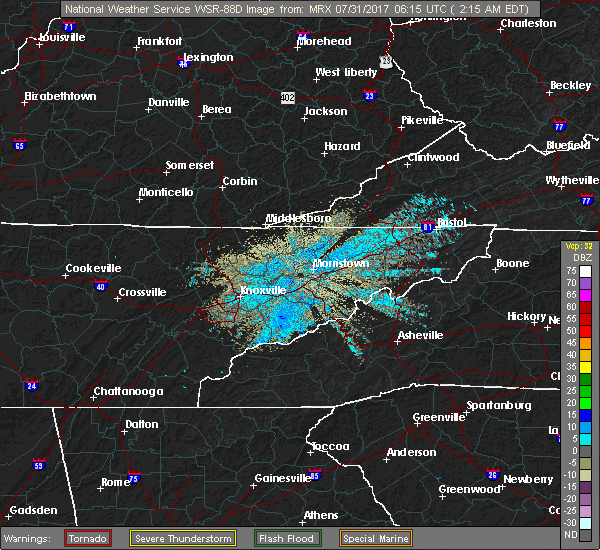 National Weather Service WSR-88D Image from: MRX 07/31/2017 06:15 UTC ( 2:15 AM EDT)
Charleston
71
Louisville
Frankfort
Morehead
64
Lexington
23
West liberty
Beckley
Elizabethtown
Danville
402
23
Berea
Jackson
Pikeville
77
65
Hazard
Bluefield
Somerset
Clintwood
Corbin
Wytheville
Monticello
77
Middlesboro
81
Bristol
Vcp: 32
DBZ
Cookeville
Morristown
Boone
75
70
40
Knoxville
65
Crossville
60
55
Hickory
Ne
50
Asheville
45
40
35
24
30
Chattanooga
25
Spartanburg
20
Dalton
Greenville
15
La
10
Toccoa
5
Anderson
0
59
85
26
-5
75
Newberry
-10
Rome
Gainesville
Greenwood
-15
-20
Gadsden
Athens
-25
-30
ND
Warnings:
Tornado
Severe Thunderstorm
Flash Flood
Special Marine